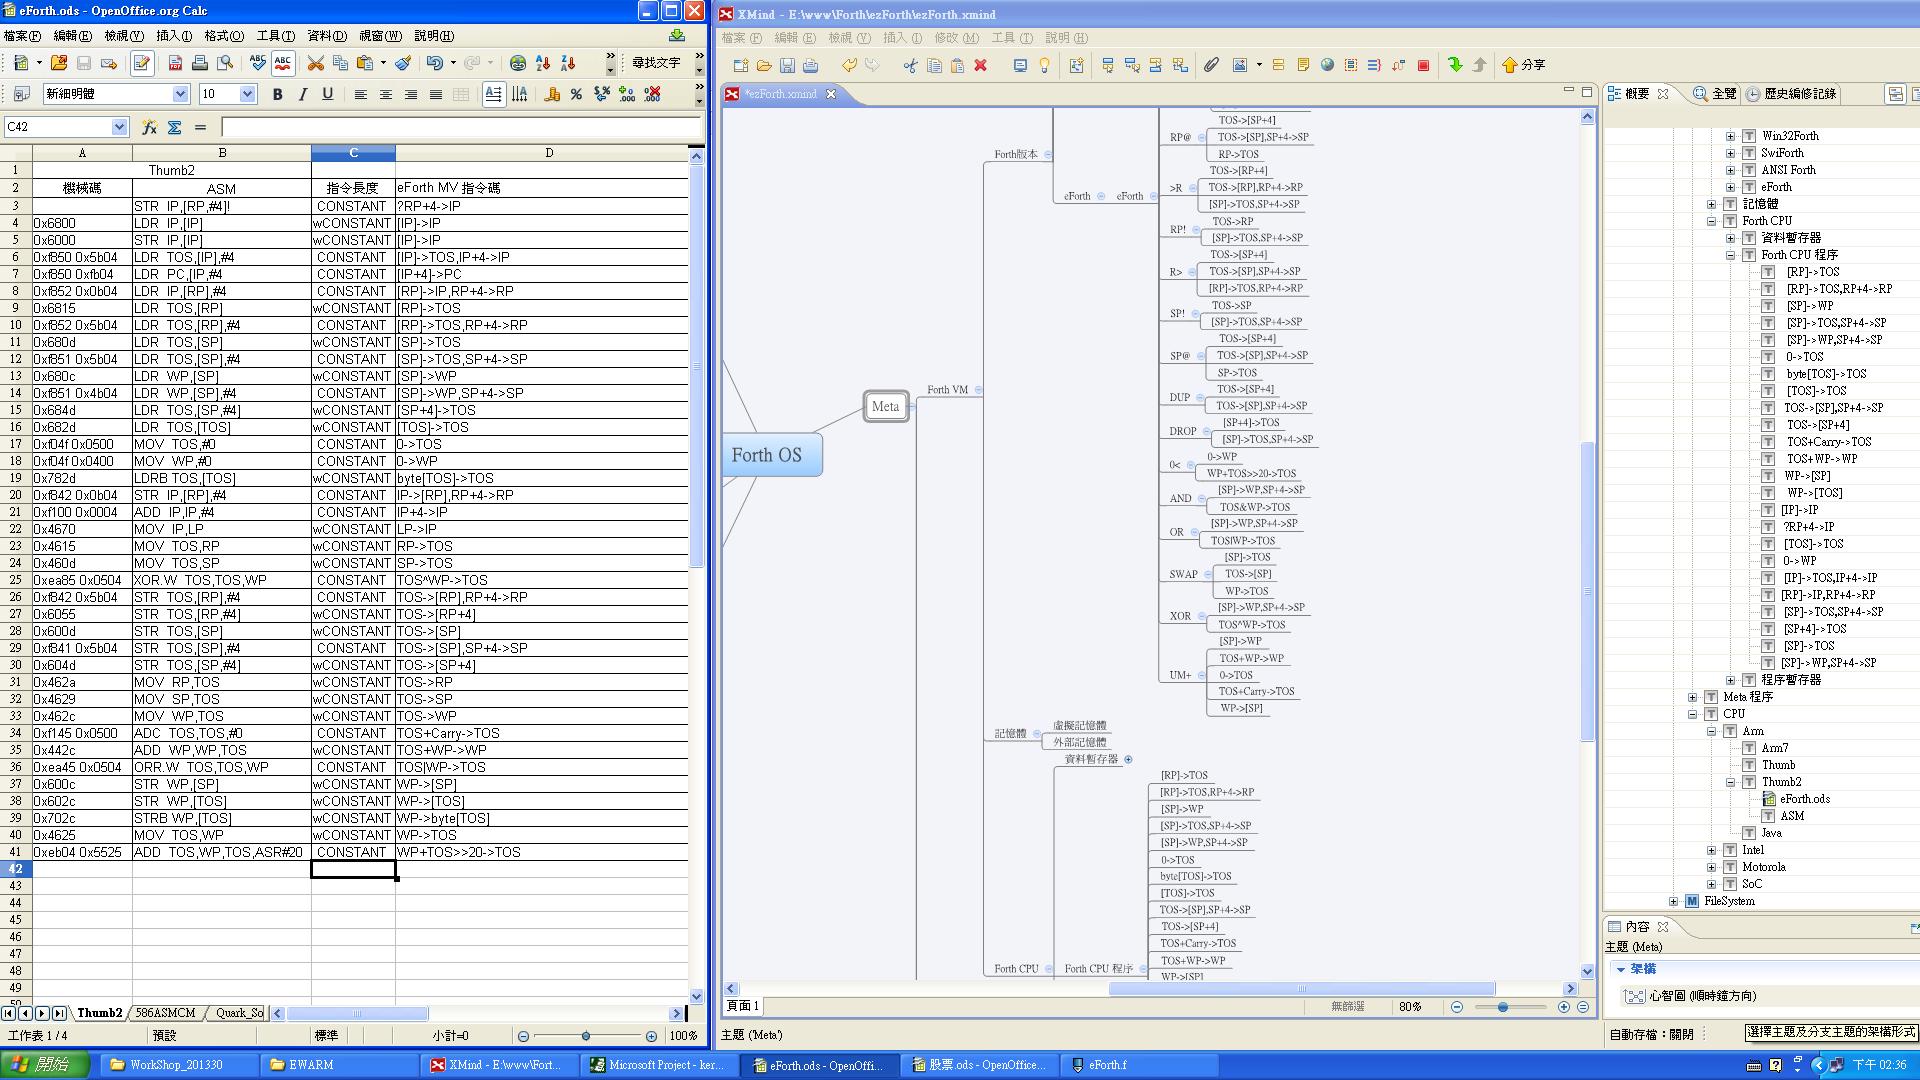 eForth.ods - OpenOffice.org Calc
檔案(F) 編輯(E) 檢視(V) 插入(I) 格式(O) 工具(T) 資料(D) 視窗(W) 說明(H)
尋找文字
新細明體 10
C42
A B C D
1 Thumb2
2 機械碼 ASM 指令長度 eForth MV 指令碼
3 STR IP,[RP,#4]! CONSTANT ?RP+4->IP
4 0x6800 LDR IP,[IP] wCONSTANT [IP]->IP
5 0x6000 STR IP,[IP] wCONSTANT [IP]->IP
6 0xf850 0x5b04 LDR TOS,[IP],#4 CONSTANT [IP]->TOS,IP+4->IP
7 0xf850 0xfb04 LDR PC,[IP,#4 CONSTANT [IP+4]->PC
8 0xf852 0x0b04 LDR IP,[RP],#4 CONSTANT [RP]->IP,RP+4->RP
9 0x6815 LDR TOS,[RP] wCONSTANT [RP]->TOS
10 0xf852 0x5b04 LDR TOS,[RP],#4 CONSTANT [RP]->TOS,RP+4->RP
11 0x680d LDR TOS,[SP] wCONSTANT [SP]->TOS
12 0xf851 0x5b04 LDR TOS,[SP],#4 CONSTANT [SP]->TOS,SP+4->SP
13 0x680c LDR WP,[SP] wCONSTANT [SP]->WP
14 0xf851 0x4b04 LDR WP,[SP],#4 CONSTANT [SP]->WP,SP+4->SP
15 0x684d LDR TOS,[SP,#4] wCONSTANT [SP+4]->TOS
16 0x682d LDR TOS,[TOS] wCONSTANT [TOS]->TOS
17 0xf04f 0x0500 MOV TOS,#0 CONSTANT 0->TOS
18 0xf04f 0x0400 MOV WP,#0 CONSTANT 0->WP
19 0x782d LDRB TOS,[TOS] wCONSTANT byte[TOS]->TOS
20 0xf842 0x0b04 STR IP,[RP],#4 CONSTANT IP->[RP],RP+4->RP
21 0xf100 0x0004 ADD IP,IP,#4 CONSTANT IP+4->IP
22 0x4670 MOV IP,LP wCONSTANT LP->IP
23 0x4615 MOV TOS,RP wCONSTANT RP->TOS
24 0x460d MOV TOS,SP wCONSTANT SP->TOS
25 0xea85 0x0504 XOR.W TOS,TOS,WP CONSTANT TOS^WP->TOS
26 0xf842 0x5b04 STR TOS,[RP],#4 CONSTANT TOS->[RP],RP+4->RP
27 0x6055 STR TOS,[RP,#4] wCONSTANT TOS->[RP+4]
28 0x600d STR TOS,[SP] wCONSTANT TOS->[SP]
29 0xf841 0x5b04 STR TOS,[SP],#4 CONSTANT TOS->[SP],SP+4->SP
30 0x604d STR TOS,[SP,#4] wCONSTANT TOS->[SP+4]
31 0x462a MOV RP,TOS wCONSTANT TOS->RP
32 0x4629 MOV SP,TOS wCONSTANT TOS->SP
33 0x462c MOV WP,TOS wCONSTANT TOS->WP
34 0xf145 0x0500 ADC TOS,TOS,#0 CONSTANT TOS+Carry->TOS
35 0x442c ADD WP,WP,TOS wCONSTANT TOS+WP->WP
36 0xea45 0x0504 ORR.W TOS,TOS,WP CONSTANT TOS|WP->TOS
37 0x600c STR WP,[SP] wCONSTANT WP->[SP]
38 0x602c STR WP,[TOS] wCONSTANT WP->[TOS]
39 0x702c STRB WP,[TOS] wCONSTANT WP->byte[TOS]
40 0x4625 MOV TOS,WP wCONSTANT WP->TOS
41 0xeb04 0x5525 ADD TOS,WP,TOS,ASR#20 CONSTANT WP+TOS>>20->TOS
42
43
44
45
46
47
48
49
50
Thumb2 586ASMCM Quark_So
工作表 1 / 4 預設 標準 小計=0 100%
XMind - E:\www\Forth\ezForth\ezForth.xmind
檔案 (F) 編輯 (E) 檢視 (V) 插入 (I) 修改 (M) 工具 (T) 說明 (H)
分享
*ezForth.xmind
Forth OS
Meta
Forth VM
Forth版本
eForth eForth
TOS->[SP+4]
RP@ TOS->[SP],SP+4->SP
RP->TOS
TOS->[RP+4]
>R TOS->[RP],RP+4->RP
[SP]->TOS,SP+4->SP
TOS->RP
RP!
[SP]->TOS,SP+4->SP
TOS->[SP+4]
R> TOS->[SP],SP+4->SP
[RP]->TOS,RP+4->RP
TOS->SP
SP!
[SP]->TOS,SP+4->SP
TOS->[SP+4]
SP@ TOS->[SP],SP+4->SP
SP->TOS
TOS->[SP+4]
DUP
TOS->[SP],SP+4->SP
[SP+4]->TOS
DROP
[SP]->TOS,SP+4->SP
0->WP
0<
WP+TOS>>20->TOS
[SP]->WP,SP+4->SP
AND
TOS&WP->TOS
[SP]->WP,SP+4->SP
OR
TOS|WP->TOS
[SP]->TOS
SWAP TOS->[SP]
WP->TOS
[SP]->WP,SP+4->SP
XOR
TOS^WP->TOS
[SP]->WP
TOS+WP->WP
UM+ 0->TOS
TOS+Carry->TOS
WP->[SP]
記憶體
虛擬記憶體
外部記憶體
資料暫存器
Forth CPU Forth CPU 程序
[RP]->TOS
[RP]->TOS,RP+4->RP
[SP]->WP
[SP]->TOS,SP+4->SP
[SP]->WP,SP+4->SP
0->TOS
byte[TOS]->TOS
[TOS]->TOS
TOS->[SP],SP+4->SP
TOS->[SP+4]
TOS+Carry->TOS
TOS+WP->WP
WP->[SP]
頁面 1
無篩選 80%
主題 ('Meta')
概要 全覽 歷史編修記錄
Win32Forth
SwiForth
ANSI Forth
eForth
記憶體
Forth CPU
資料暫存器
Forth CPU 程序
[RP]->TOS
[RP]->TOS,RP+4->RP
[SP]->WP
[SP]->TOS,SP+4->SP
[SP]->WP,SP+4->SP
0->TOS
byte[TOS]->TOS
[TOS]->TOS
TOS->[SP],SP+4->SP
TOS->[SP+4]
TOS+Carry->TOS
TOS+WP->WP
WP->[SP]
WP->[TOS]
[IP]->IP
?RP+4->IP
[TOS]->TOS
0->WP
[IP]->TOS,IP+4->IP
[RP]->IP,RP+4->RP
[SP]->TOS,SP+4->SP
[SP+4]->TOS
[SP]->TOS
[SP]->WP,SP+4->SP
程序暫存器
Meta 程序
CPU
Arm
Arm7
Thumb
Thumb2
eForth.ods
ASM
Java
Intel
Motorola
SoC
FileSystem
內容
主題 (Meta)
架構
心智圖 (順時鐘方向)
自動存檔：關閉
選擇主題及分支主題的架構形式
開始
WorkShop_201330
EWARM
XMind - E:\www\Fort...
Microsoft Project - ker...
eForth.ods - OpenOffi...
股票.ods - OpenOffice...
eForth.f
下午 02:36